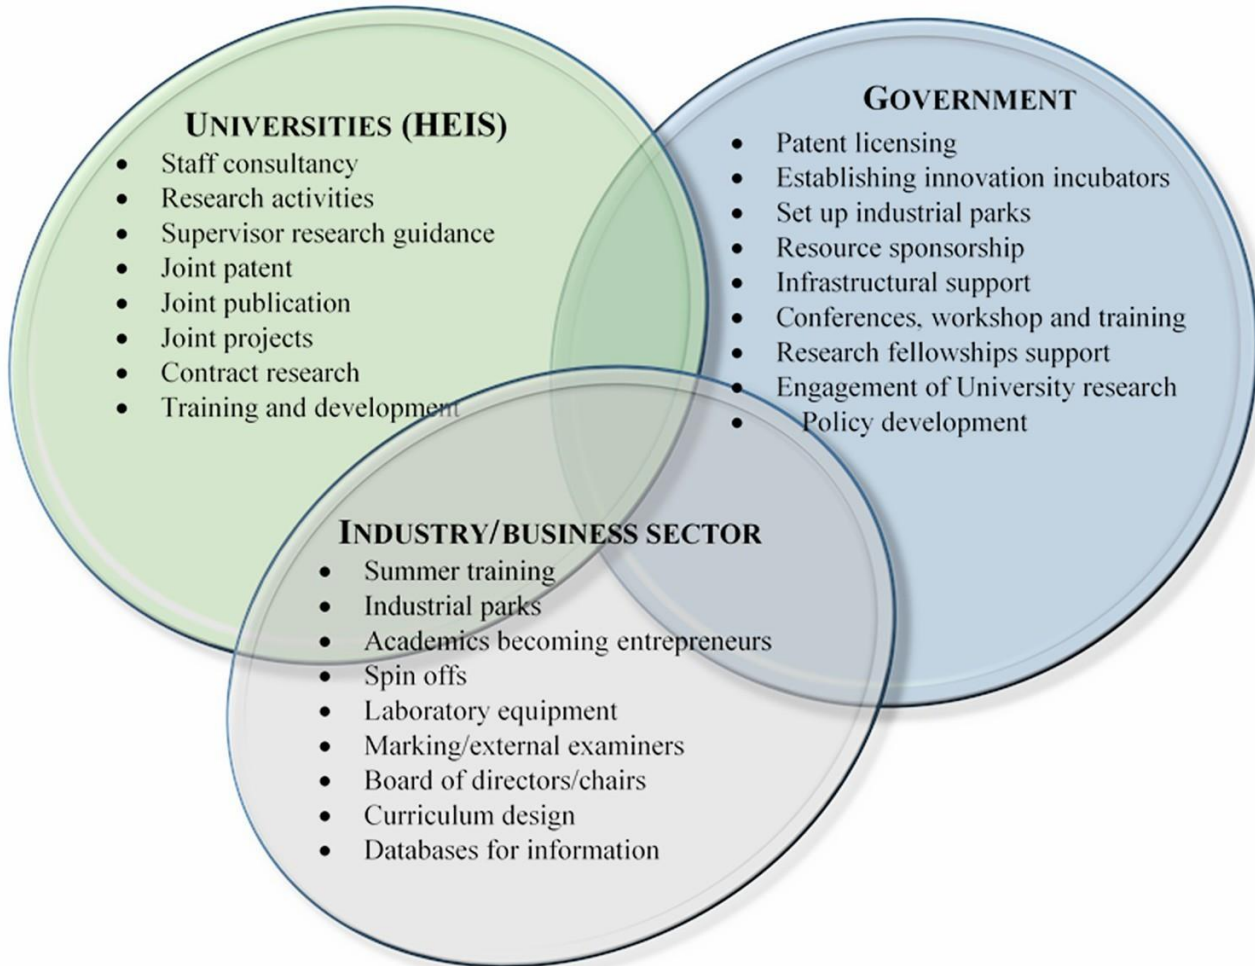 UNIVERSITIES (HEIS)
• Staff consultancy
• Research activities
• Supervisor research guidance
• Joint patent
• Joint publication
• Joint projects
• Contract research
• Training and development
GOVERNMENT
• Patent licensing
• Establishing innovation incubators
• Set up industrial parks
• Resource sponsorship
• Infrastructural support
• Conferences, workshop and training
• Research fellowships support
• Engagement of University research
• Policy development
INDUSTRY/BUSINESS SECTOR
• Summer training
• Industrial parks
• Academics becoming entrepreneurs
• Spin offs
• Laboratory equipment
• Marking/external examiners
• Board of directors/chairs
• Curriculum design
• Databases for information